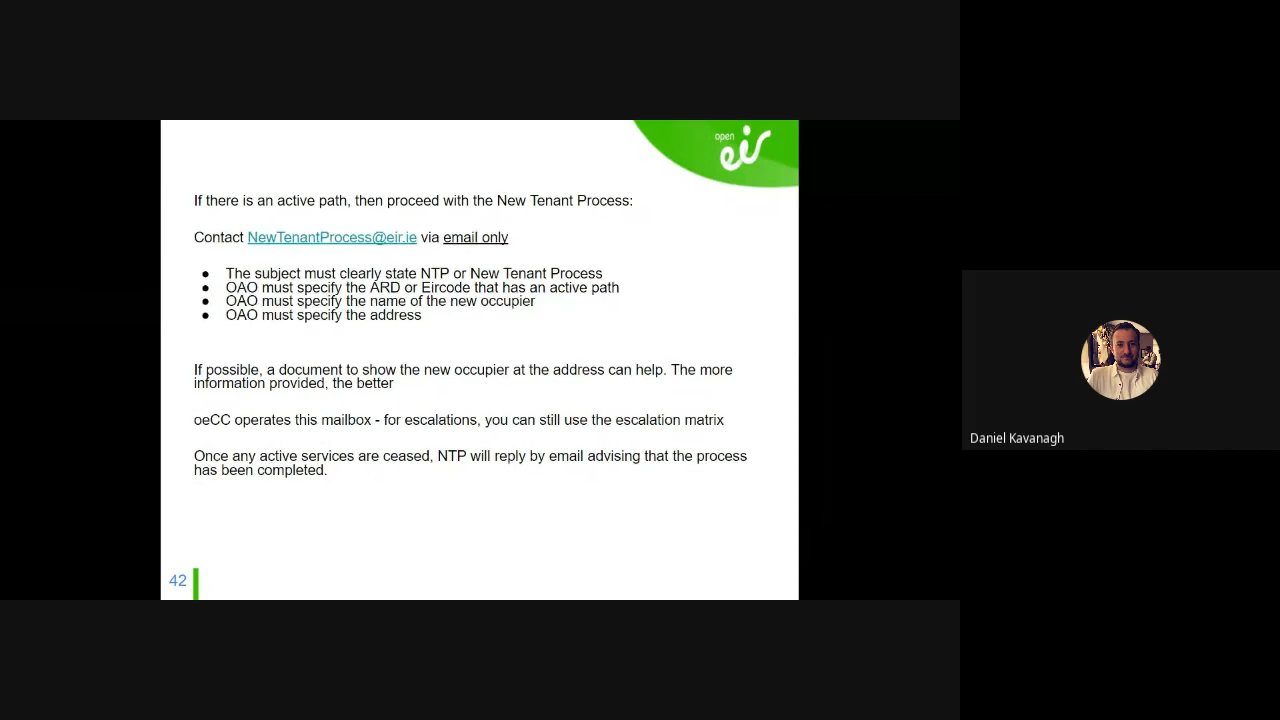 open
eir
If there is an active path, then proceed with the New Tenant Process:
Contact NewTenantProcess@eir.ie via email only
● The subject must clearly state NTP or New Tenant Process
● OAO must specify the ARD or Eircode that has an active path
● OAO must specify the name of the new occupier
● OAO must specify the address
If possible, a document to show the new occupier at the address can help. The more
information provided, the better
oeCC operates this mailbox - for escalations, you can still use the escalation matrix
Once any active services are ceased, NTP will reply by email advising that the process
has been completed.
42
Daniel Kavanagh